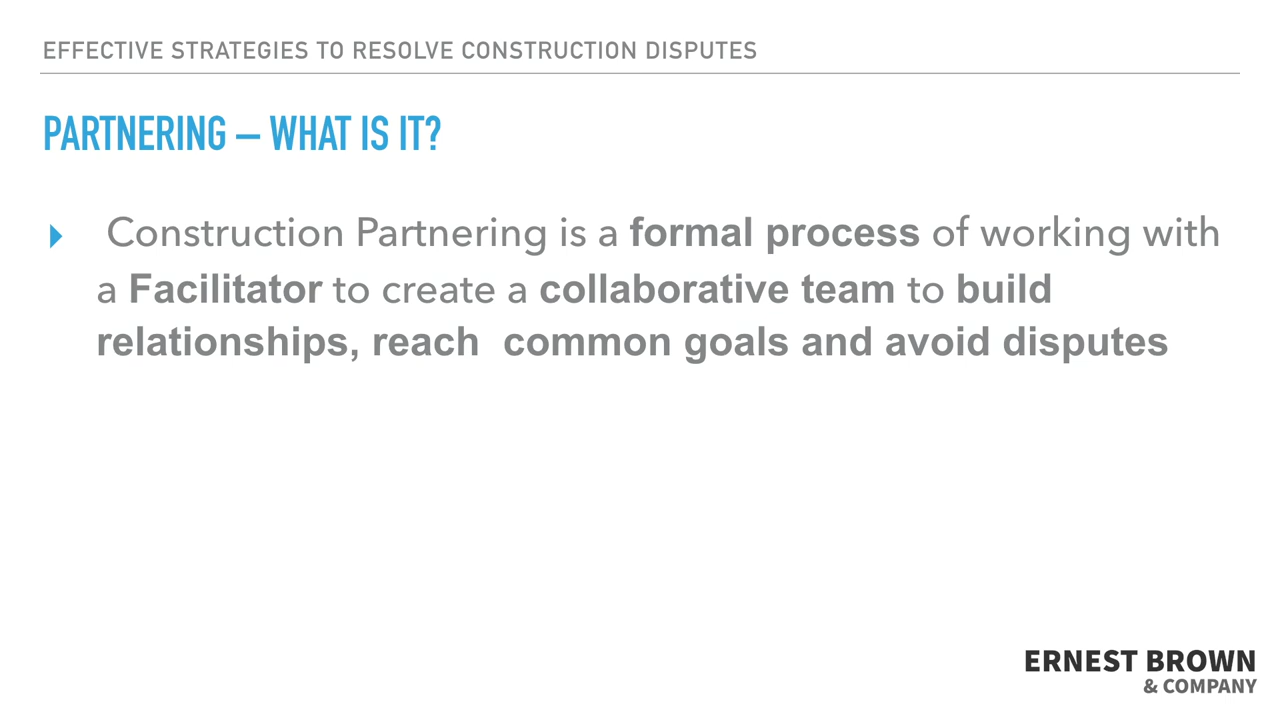 EFFECTIVE STRATEGIES TO RESOLVE CONSTRUCTION DISPUTES
PARTNERING – WHAT IS IT?
Construction Partnering is a formal process of working with
a Facilitator to create a collaborative team to build
relationships, reach  common goals and avoid disputes
ERNEST BROWN
& COMPANY